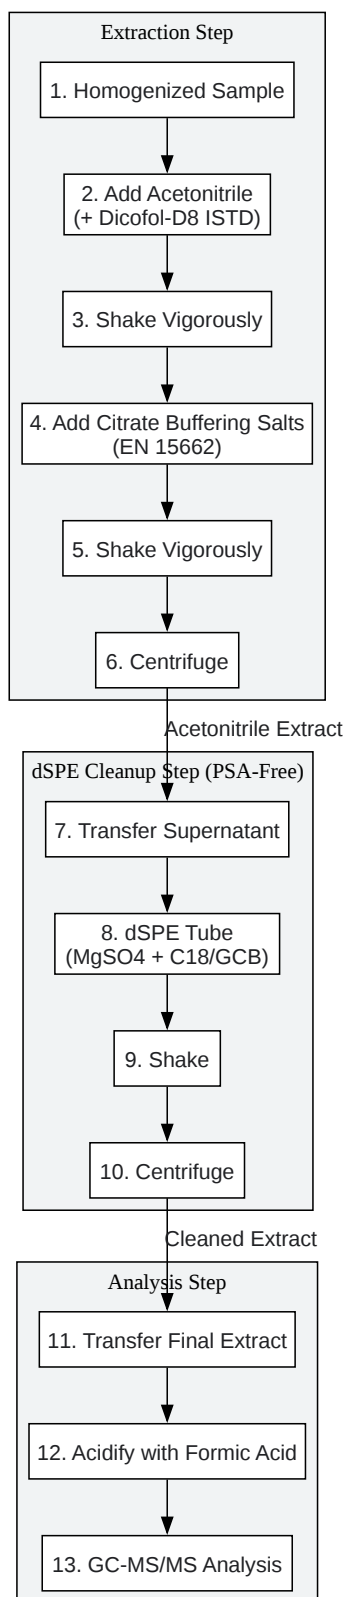 Extraction Step
1. Homogenized Sample
2. Add Acetonitrile
(+ Dicofol-D8 ISTD)
3. Shake Vigorously
4. Add Citrate Buffering Salts
(EN 15662)
5. Shake Vigorously
6. Centrifuge
Acetonitrile Extract
dSPE Cleanup Step (PSA-Free)
7. Transfer Supernatant
8. dSPE Tube
(MgSO4 + C18/GCB)
9. Shake
10. Centrifuge
Cleaned Extract
Analysis Step
11. Transfer Final Extract
12. Acidify with Formic Acid
13. GC-MS/MS Analysis